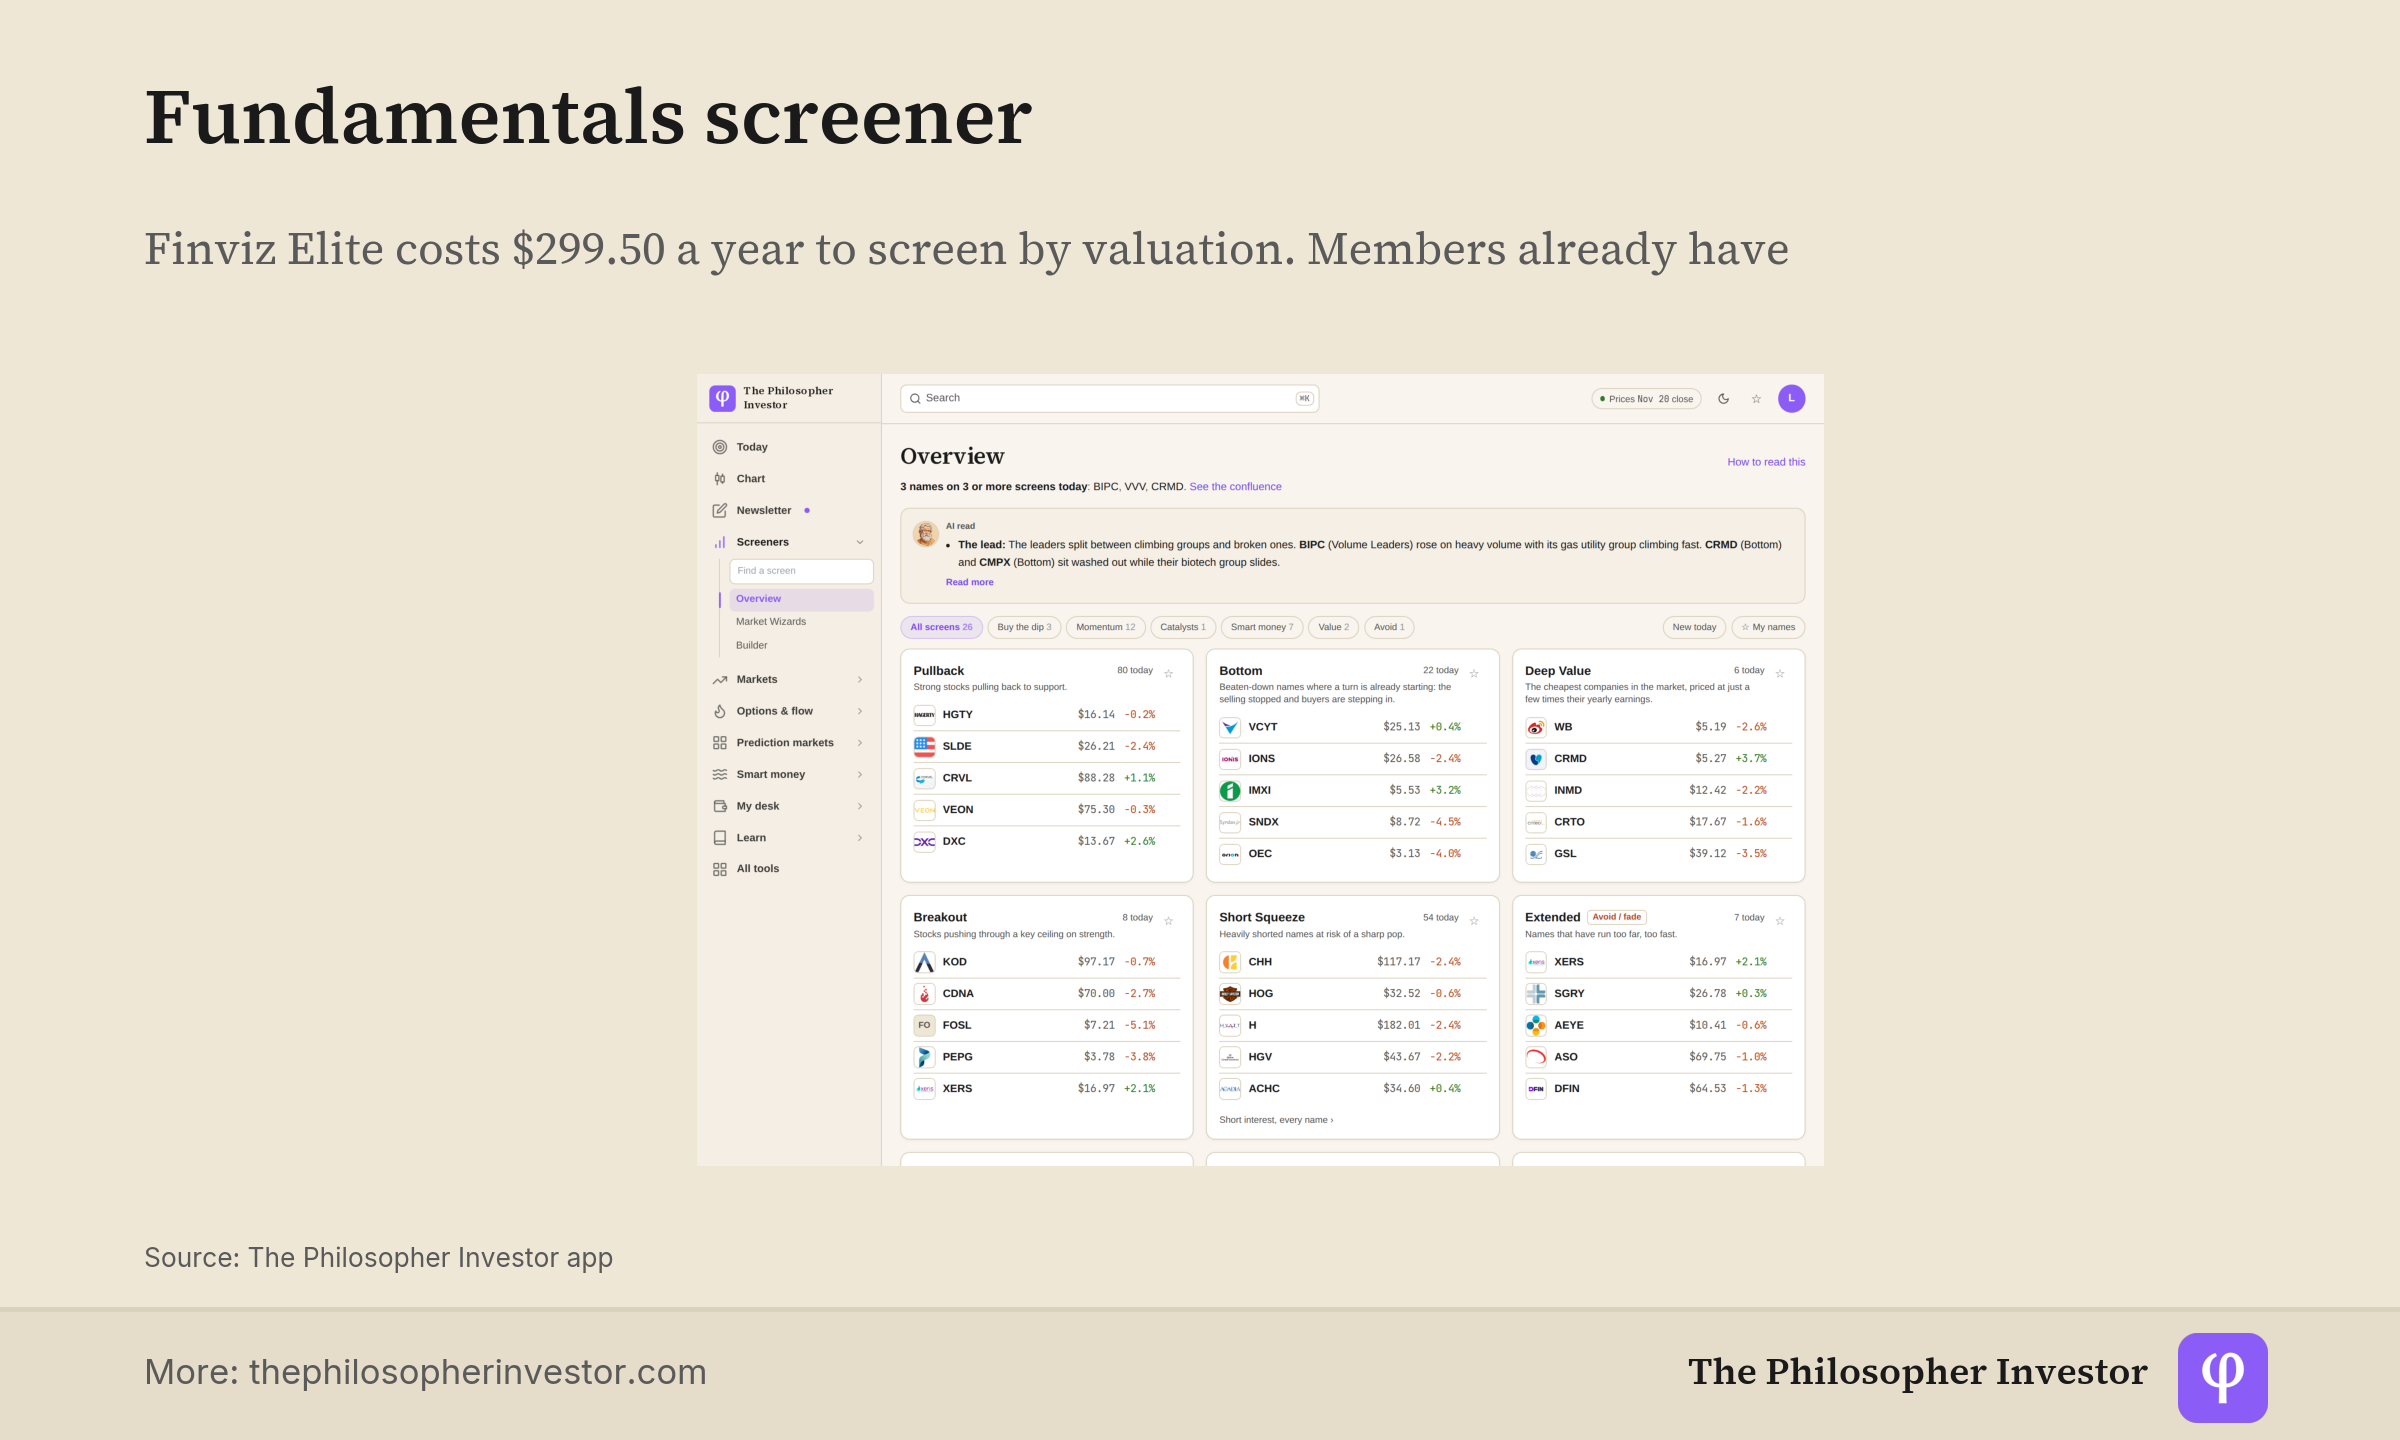 Fundamentals screener
Finviz Elite costs $299.50 a year to screen by valuation. Members already have
The Philosopher
Investor
Search
⌘K
Prices Nov 20 close
L
Today
Chart
Newsletter
Screeners
Find a screen
Overview
Market Wizards
Builder
Markets
Options & flow
Prediction markets
Smart money
My desk
Learn
All tools
Overview
How to read this
3 names on 3 or more screens today: BIPC, VVV, CRMD. See the confluence
AI read
• The lead: The leaders split between climbing groups and broken ones. BIPC (Volume Leaders) rose on heavy volume with its gas utility group climbing fast. CRMD (Bottom)
and CMPX (Bottom) sit washed out while their biotech group slides.
Read more
All screens 26 Buy the dip 3 Momentum 12 Catalysts 1 Smart money 7 Value 2 Avoid 1 New today ☆ My names
Pullback 80 today
Strong stocks pulling back to support.
HGTY $16.14 -0.2%
SLDE $26.21 -2.4%
CRVL $88.28 +1.1%
VEON $75.30 -0.3%
DXC $13.67 +2.6%
Bottom 22 today
Beaten-down names where a turn is already starting: the
selling stopped and buyers are stepping in.
VCYT $25.13 +0.4%
IONS $26.58 -2.4%
IMXI $5.53 +3.2%
SNDX $8.72 -4.5%
OEC $3.13 -4.0%
Deep Value 6 today
The cheapest companies in the market, priced at just a
few times their yearly earnings.
WB $5.19 -2.6%
CRMD $5.27 +3.7%
INMD $12.42 -2.2%
CRTO $17.67 -1.6%
GSL $39.12 -3.5%
Breakout 8 today
Stocks pushing through a key ceiling on strength.
KOD $97.17 -0.7%
CDNA $70.00 -2.7%
FO FOSL $7.21 -5.1%
PEPG $3.78 -3.8%
XERS $16.97 +2.1%
Short Squeeze 54 today
Heavily shorted names at risk of a sharp pop.
CHH $117.17 -2.4%
HOG $32.52 -0.6%
H $182.01 -2.4%
HGV $43.67 -2.2%
ACHC $34.60 +0.4%
Short interest, every name ›
Extended Avoid / fade 7 today
Names that have run too far, too fast.
XERS $16.97 +2.1%
SGRY $26.78 +0.3%
AEYE $10.41 -0.6%
ASO $69.75 -1.0%
DFIN DFIN $64.53 -1.3%
Source: The Philosopher Investor app
More: thephilosopherinvestor.com
The Philosopher Investor
φ